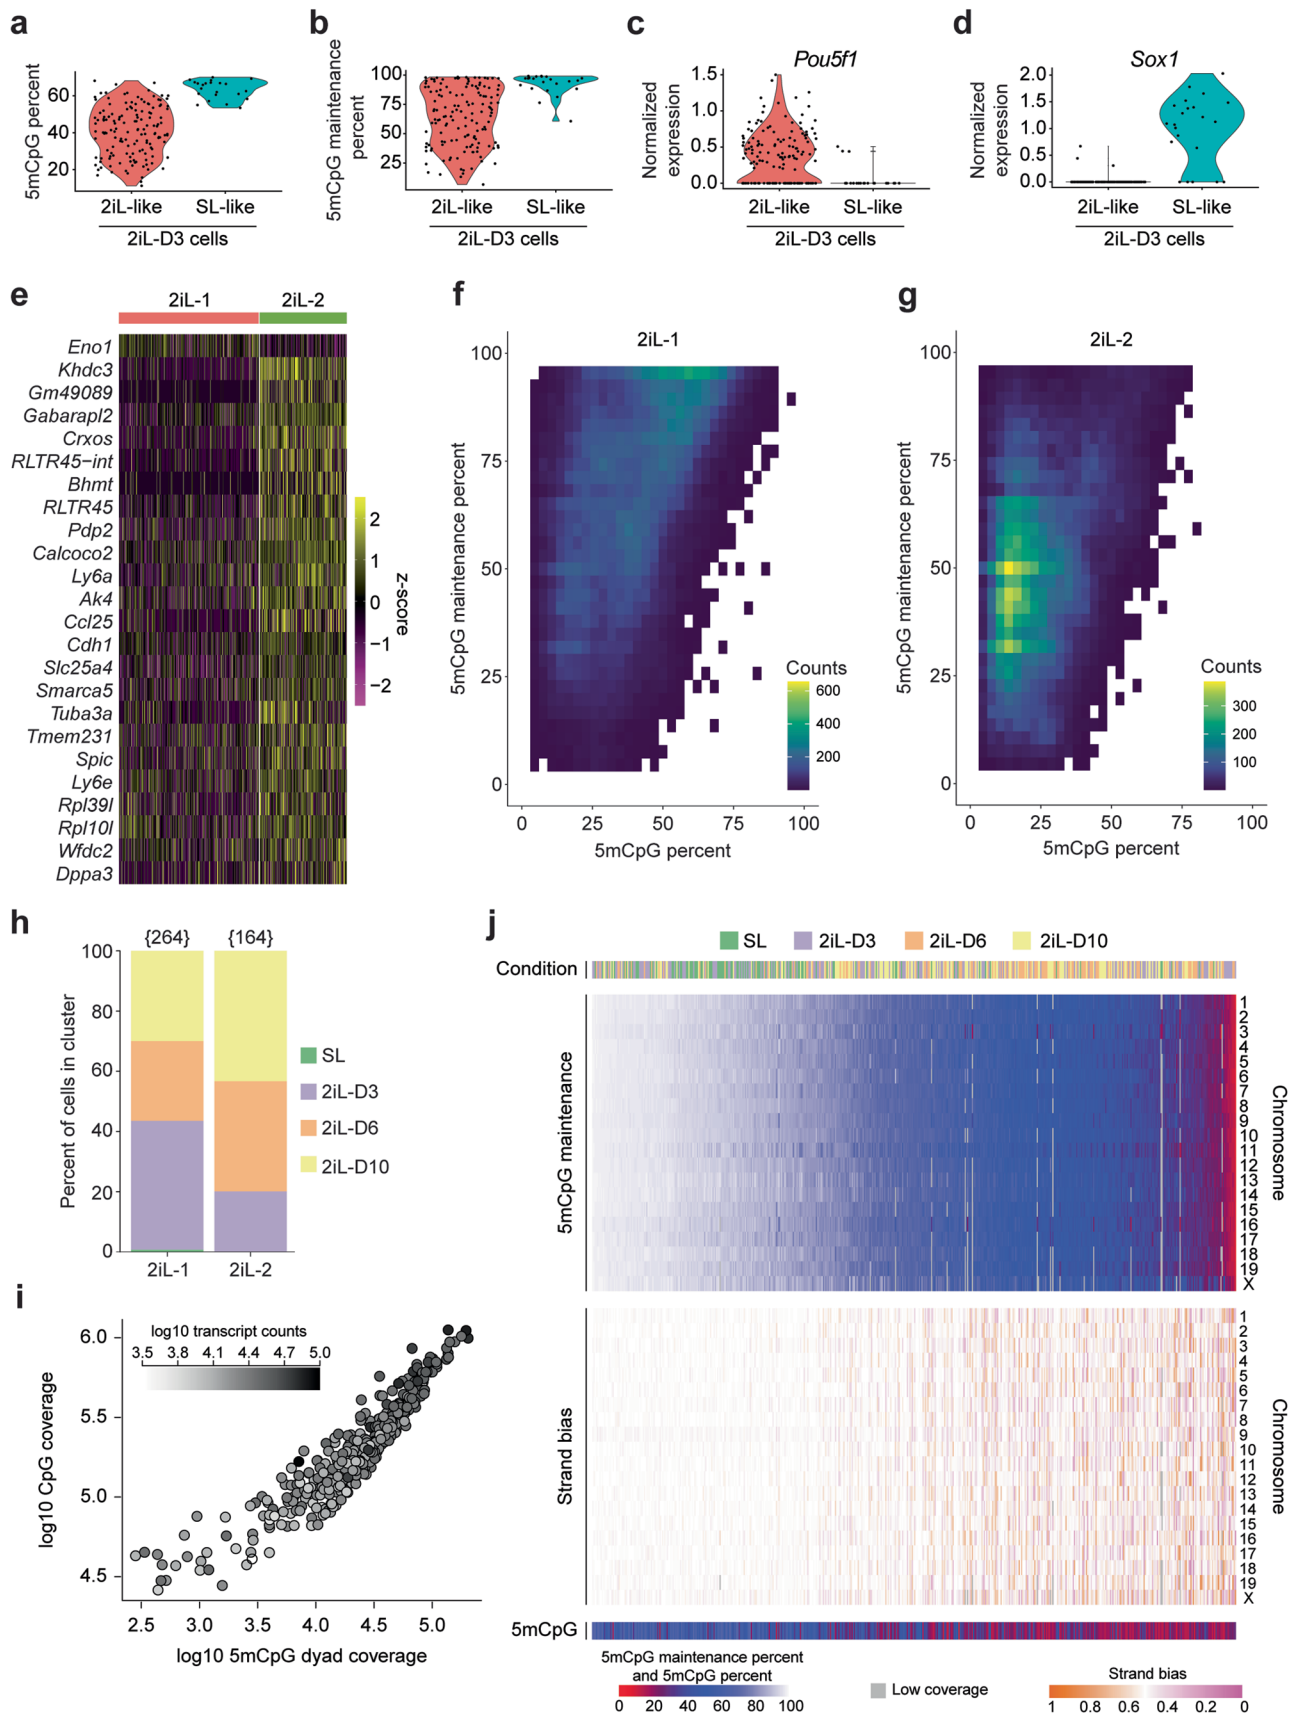 a
5mCpG percent
60
40
20
2iL-like
SL-like
2iL-D3 cells
b
5mCpG maintenance
percent
100
75
50
25
2iL-like
SL-like
2iL-D3 cells
c
Pou5f1
Normalized
expression
1.5
1.0
0.5
0.0
2iL-like
SL-like
2iL-D3 cells
d
Sox1
Normalized
expression
2.0
1.5
1.0
0.5
0.0
2iL-like
SL-like
2iL-D3 cells
e
2iL-1
2iL-2
Eno1
Khdc3
Gm49089
Gabarapl2
Crxos
RLTR45−int
Bhmt
RLTR45
Pdp2
Calcoco2
Ly6a
Ak4
Ccl25
Cdh1
Slc25a4
Smarca5
Tuba3a
Tmem231
Spic
Ly6e
Rpl39l
Rpl10l
Wfdc2
Dppa3
2
1
0
−1
−2
z-score
f
2iL-1
5mCpG maintenance percent
100
75
50
25
0
0 25 50 75 100
5mCpG percent
Counts
600
400
200
g
2iL-2
5mCpG maintenance percent
100
75
50
25
0
0 25 50 75 100
5mCpG percent
Counts
300
200
100
h
{264} {164}
Percent of cells in cluster
100
80
60
40
20
0
2iL-1 2iL-2
SL
2iL-D3
2iL-D6
2iL-D10
i
log10 transcript counts
3.5 3.8 4.1 4.4 4.7 5.0
log10 CpG coverage
6.0
5.5
5.0
4.5
2.5 3.0 3.5 4.0 4.5 5.0
log10 5mCpG dyad coverage
j
SL 2iL-D3 2iL-D6 2iL-D10
Condition
5mCpG maintenance
1
2
3
4
5
6
7
8
9
10
11
12
13
14
15
16
17
18
19
X
Chromosome
Strand bias
1
2
3
4
5
6
7
8
9
10
11
12
13
14
15
16
17
18
19
X
Chromosome
5mCpG
5mCpG maintenance percent
and 5mCpG percent
0 20 40 60 80 100
Low coverage
Strand bias
1 0.8 0.6 0.4 0.2 0